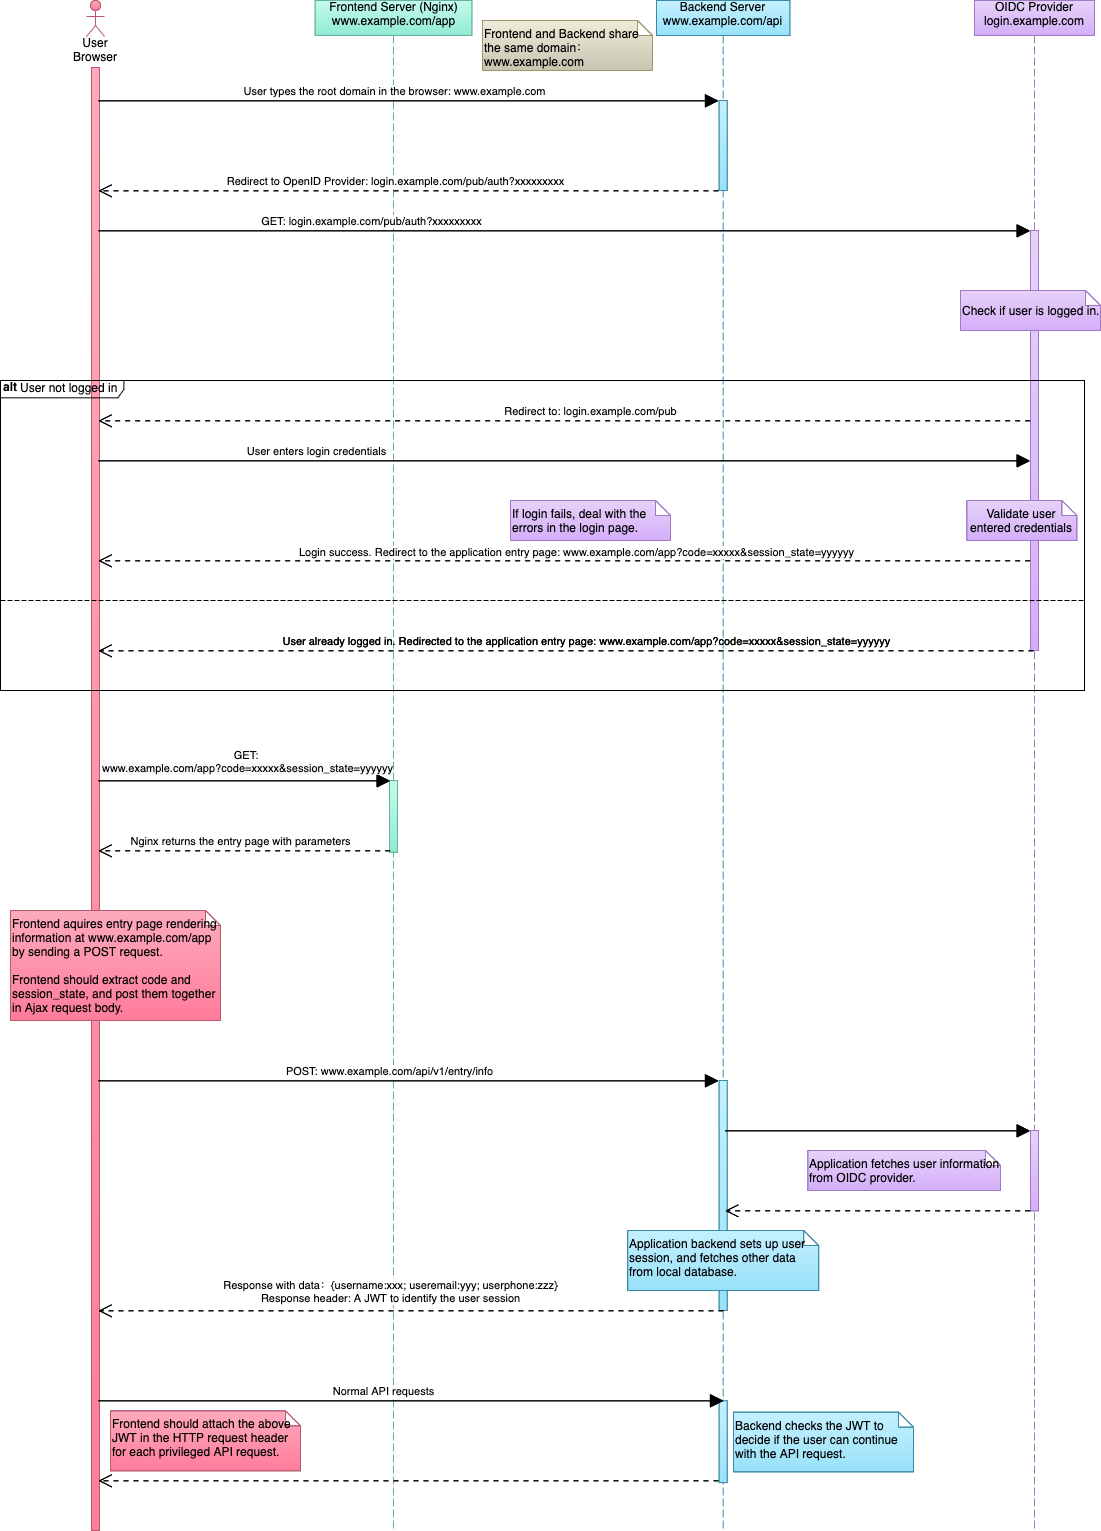 Frontend Server (Nginx)
www.example.com/app
Backend Server
www.example.com/api
OIDC Provider
login.example.com
User
Browser
Frontend and Backend share
the same domain:
www.example.com
User types the root domain in the browser: www.example.com
Redirect to OpenID Provider: login.example.com/pub/auth?xxxxxxxxx
GET: login.example.com/pub/auth?xxxxxxxxx
Check if user is logged in.
alt User not logged in
Redirect to: login.example.com/pub
User enters login credentials
If login fails, deal with the
errors in the login page.
Validate user
entered credentials
Login success. Redirect to the application entry page: www.example.com/app?code=xxxxx&session_state=yyyyyy
User already logged in. Redirected to the application entry page: www.example.com/app?code=xxxxx&session_state=yyyyyy
GET:
www.example.com/app?code=xxxxx&session_state=yyyyyy
Nginx returns the entry page with parameters
Frontend aquires entry page rendering
information at www.example.com/app
by sending a POST request.
Frontend should extract code and
session_state, and post them together
in Ajax request body.
POST: www.example.com/api/v1/entry/info
Application fetches user information
from OIDC provider.
Application backend sets up user
session, and fetches other data
from local database.
Response with data: {username:xxx; useremail:yyy; userphone:zzz}
Response header: A JWT to identify the user session
Normal API requests
Frontend should attach the above
JWT in the HTTP request header
for each privileged API request.
Backend checks the JWT to
decide if the user can continue
with the API request.